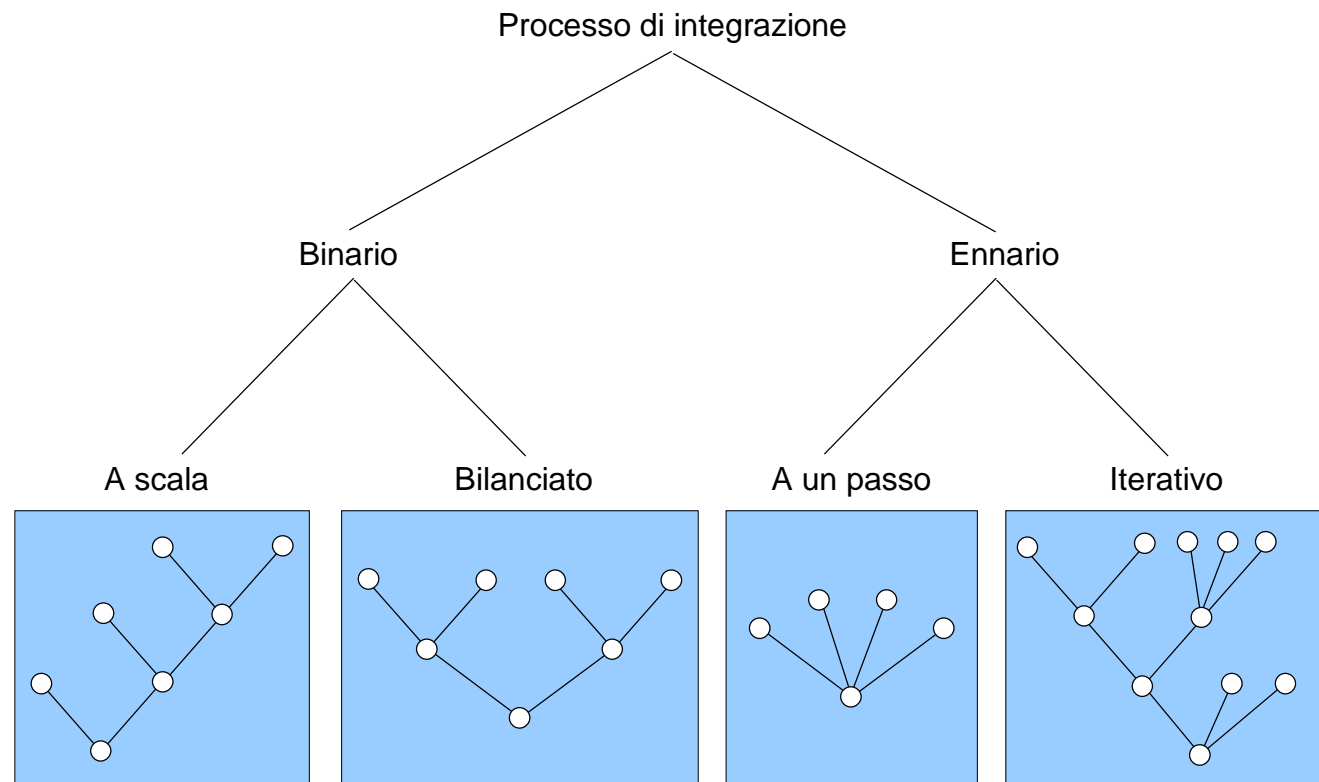 Processo di integrazione
Binario
Ennario
A scala
Bilanciato
A un passo
Iterativo